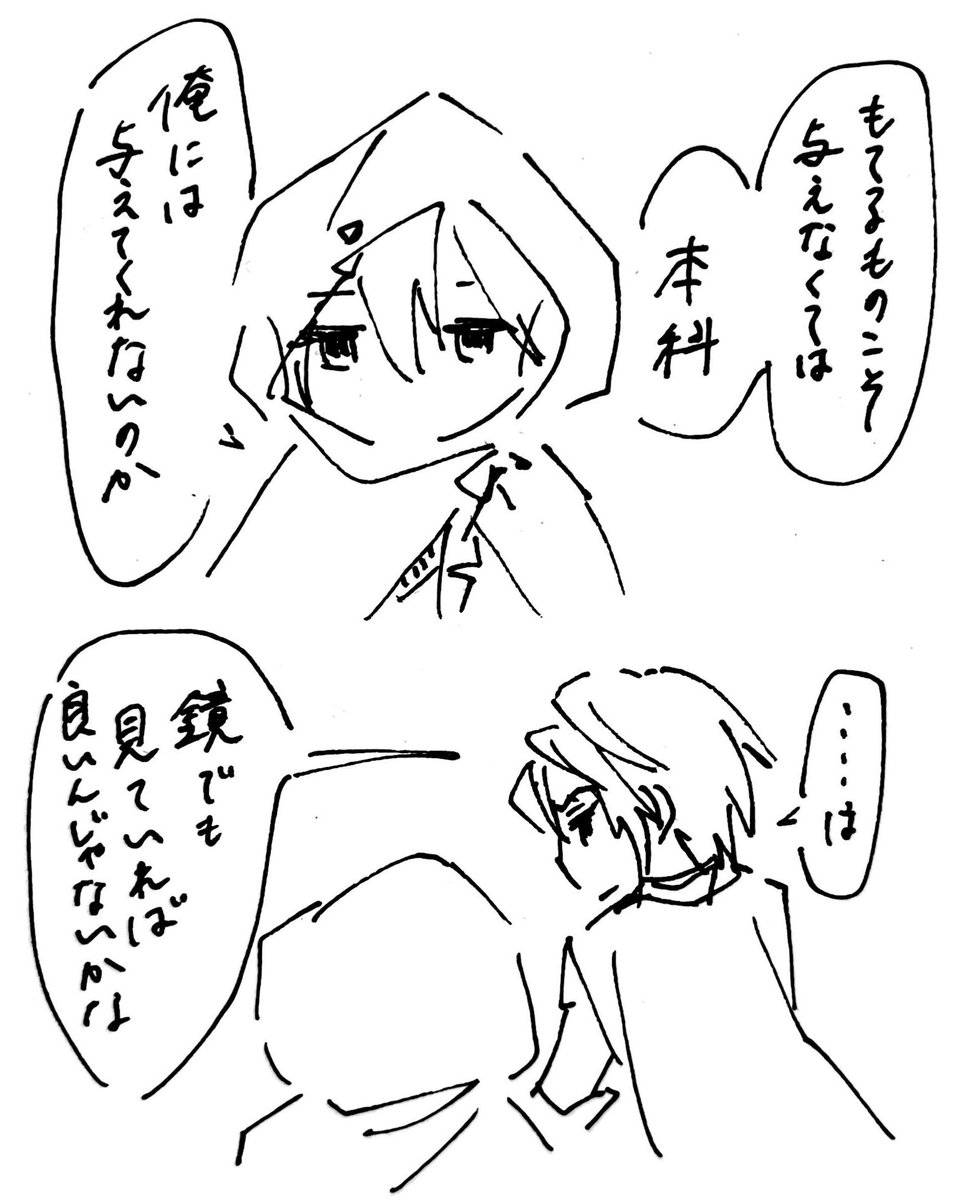 もてるものこそ
与えなくては
本科
俺には
与えてくれないのか
……は
鏡でも
見ていれば
良いんじゃないかな